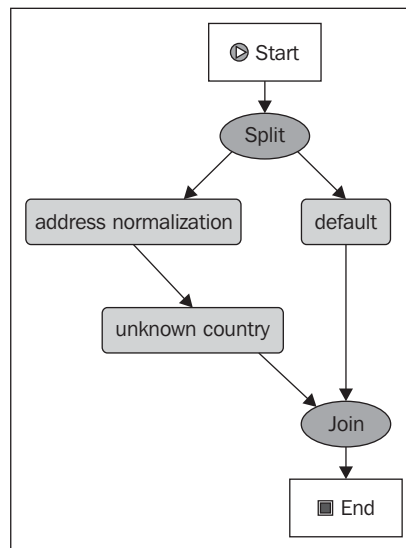 Start
Split
address normalization
default
unknown country
Join
End